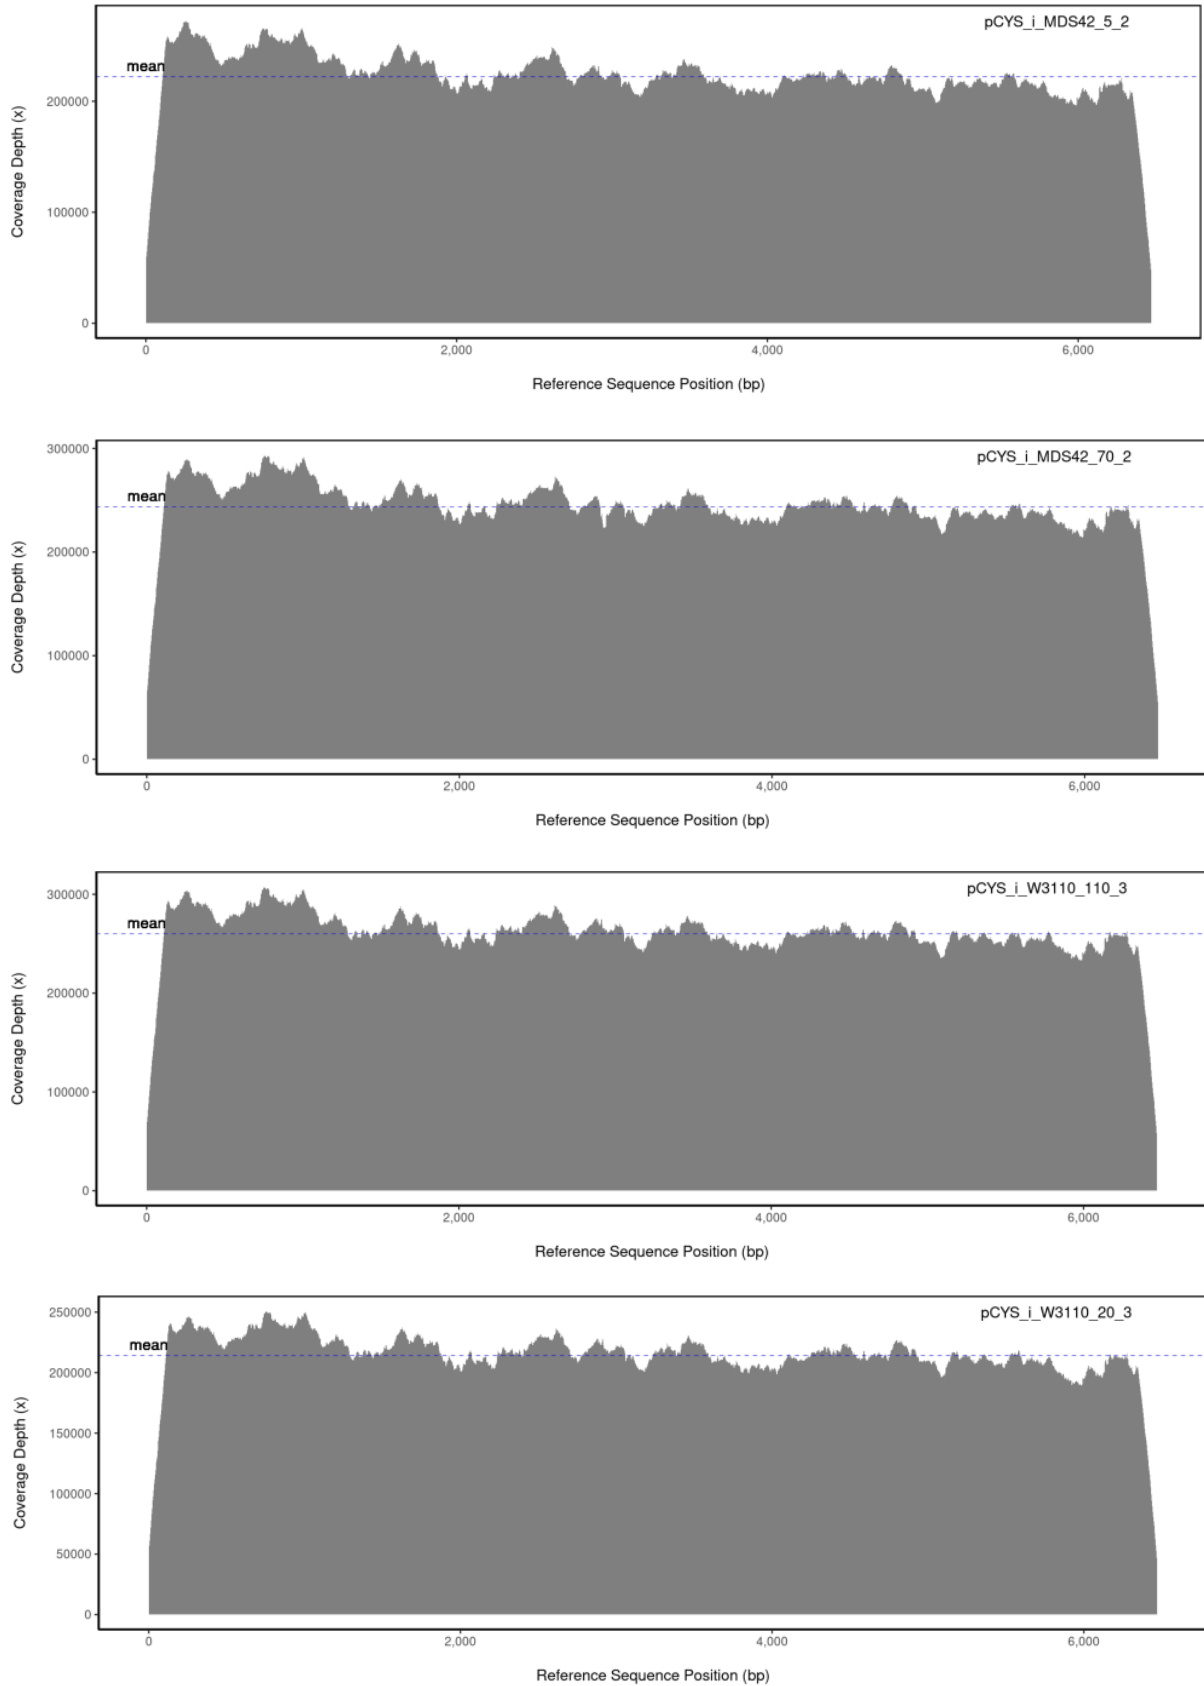 pCYS_i_MDS42_5_2
mean
200000
100000
0
Coverage Depth (x)
0 2,000 4,000 6,000
Reference Sequence Position (bp)
pCYS_i_MDS42_70_2
300000
mean
200000
100000
0
Coverage Depth (x)
0 2,000 4,000 6,000
Reference Sequence Position (bp)
pCYS_i_W3110_110_3
300000
mean
200000
100000
0
Coverage Depth (x)
0 2,000 4,000 6,000
Reference Sequence Position (bp)
pCYS_i_W3110_20_3
250000
mean
200000
150000
100000
50000
0
Coverage Depth (x)
0 2,000 4,000 6,000
Reference Sequence Position (bp)